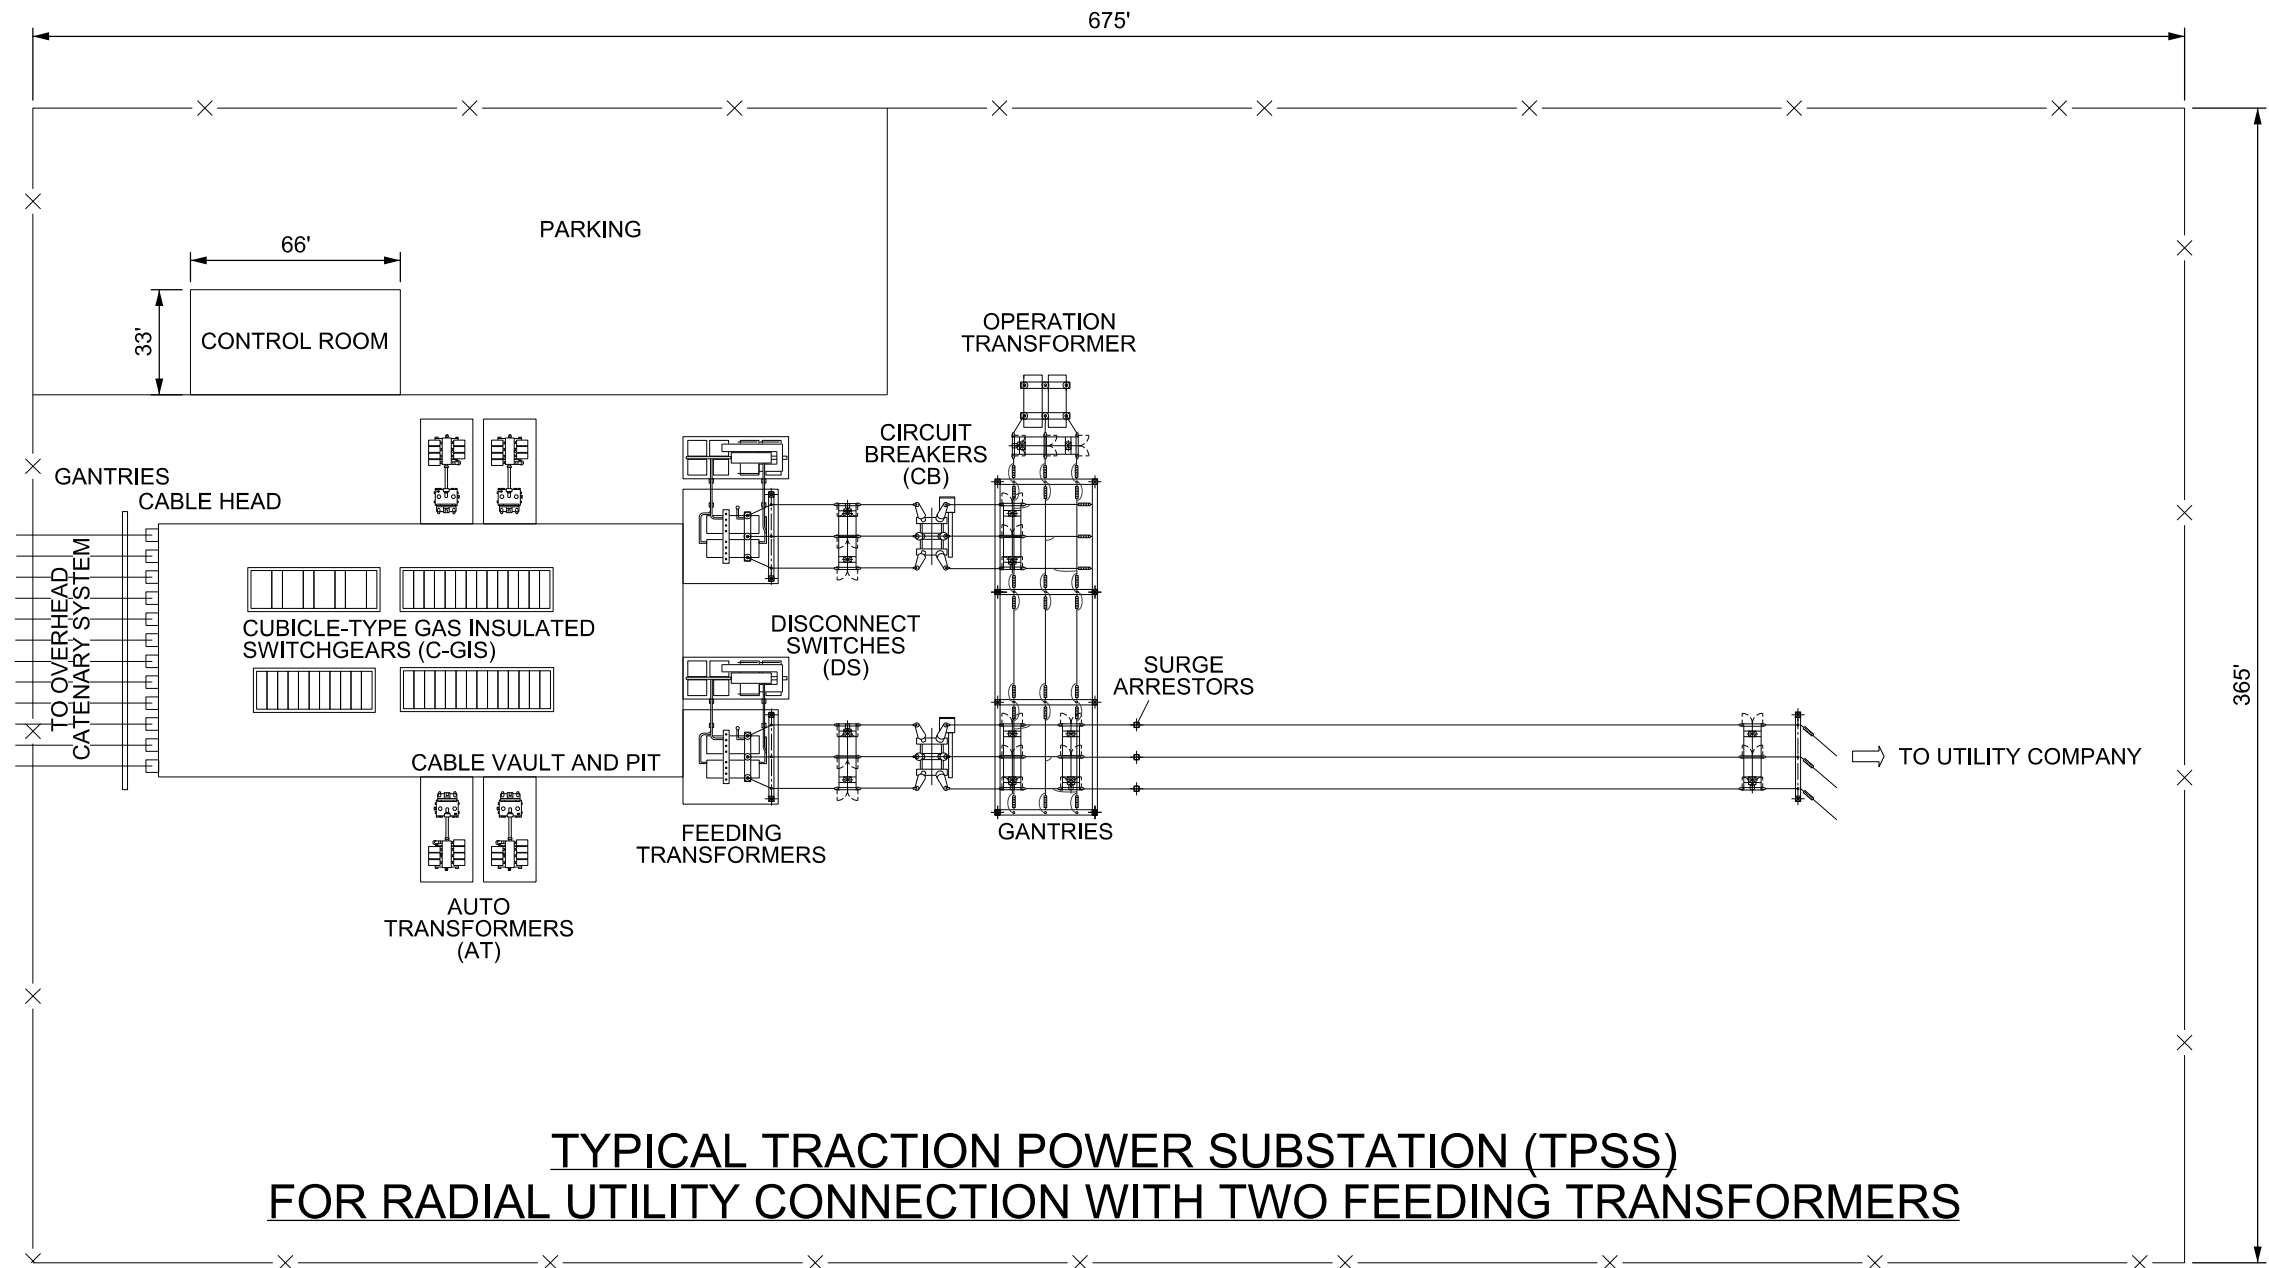 675'
PARKING
66'
33'
CONTROL ROOM
OPERATION
TRANSFORMER
CIRCUIT
BREAKERS
(CB)
GANTRIES
CABLE HEAD
TO OVERHEAD
CATENARY SYSTEM
CUBICLE-TYPE GAS INSULATED
SWITCHGEARS (C-GIS)
DISCONNECT
SWITCHES
(DS)
SURGE
ARRESTORS
365'
CABLE VAULT AND PIT
TO UTILITY COMPANY
FEEDING
TRANSFORMERS
GANTRIES
AUTO
TRANSFORMERS
(AT)
TYPICAL TRACTION POWER SUBSTATION (TPSS)
FOR RADIAL UTILITY CONNECTION WITH TWO FEEDING TRANSFORMERS